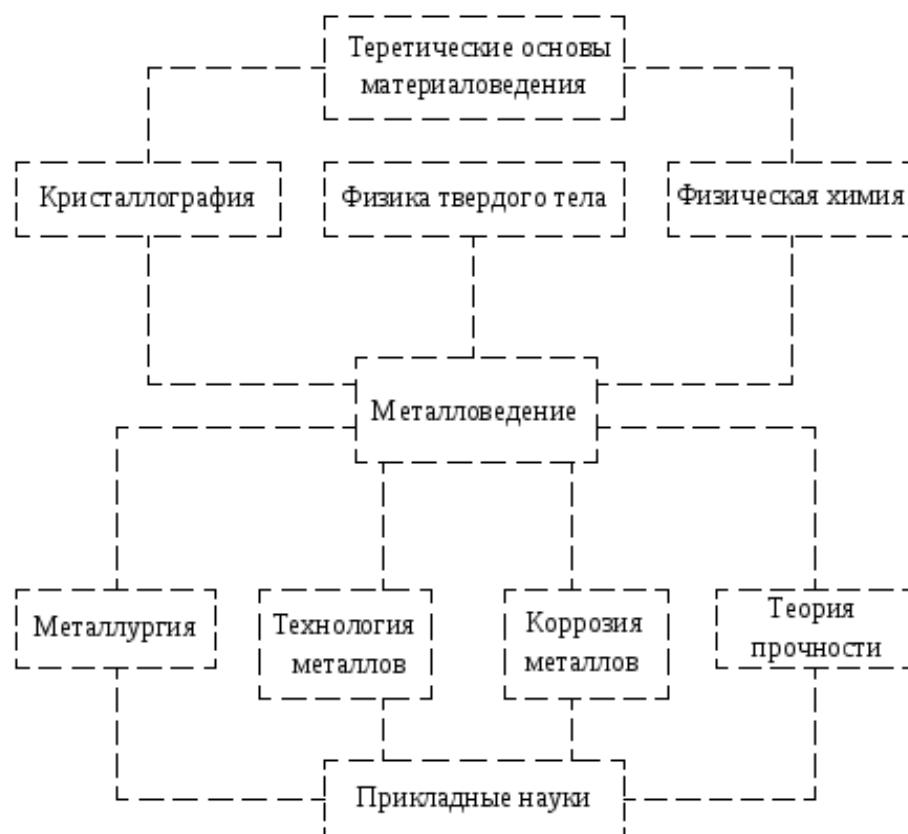 Теретические основы
материаловедения
Кристаллография
Физика твердого тела
Физическая химия
Металловедение
Металлургия
Технология
металлов
Коррозия
металлов
Теория
прочности
Прикладные науки